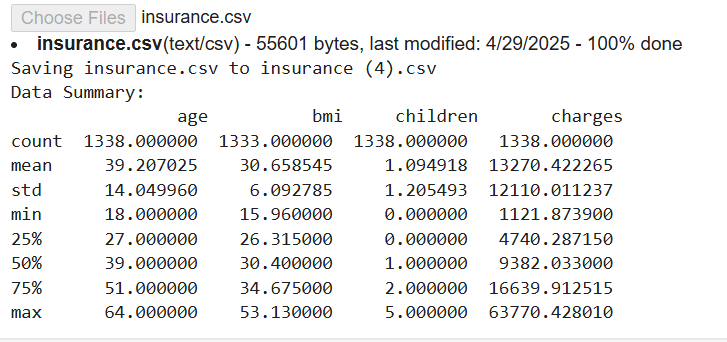 Choose Files insurance.csv
• insurance.csv(text/csv) - 55601 bytes, last modified: 4/29/2025 - 100% done
Saving insurance.csv to insurance (4).csv
Data Summary:
age bmi children charges
count 1338.000000 1333.000000 1338.000000 1338.000000
mean 39.207025 30.658545 1.094918 13270.422265
std 14.049960 6.092785 1.205493 12110.011237
min 18.000000 15.960000 0.000000 1121.873900
25% 27.000000 26.315000 0.000000 4740.287150
50% 39.000000 30.400000 1.000000 9382.033000
75% 51.000000 34.675000 2.000000 16639.912515
max 64.000000 53.130000 5.000000 63770.428010